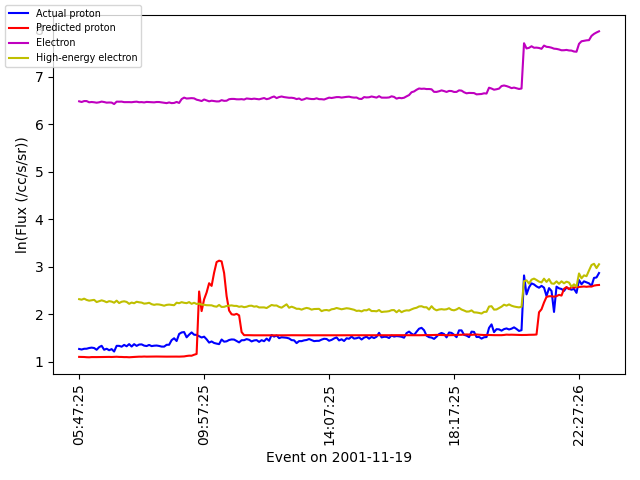 Actual proton
Predicted proton
Electron
High-energy electron
ln(Flux (/cc/s/sr))
7
6
5
4
3
2
1
05:47:25
09:57:25
14:07:25
18:17:25
22:27:26
Event on 2001-11-19